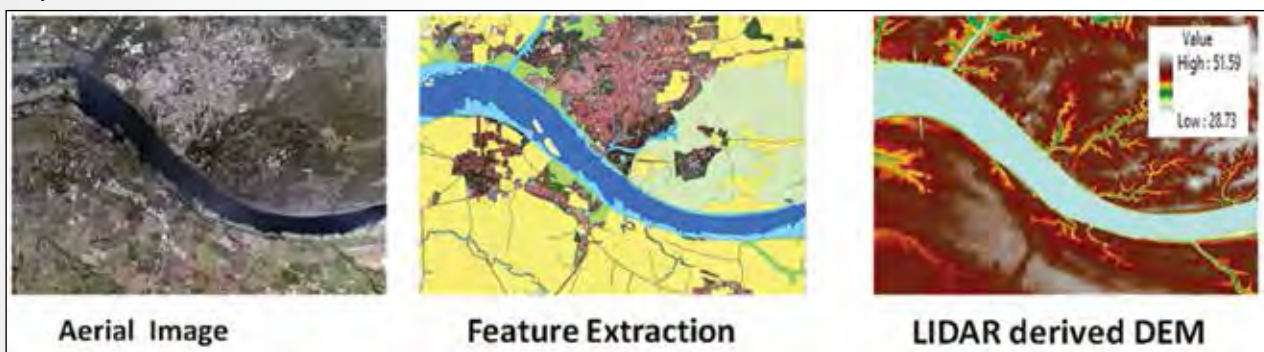 Value
High : 51.59
Low : 28.73
Aerial Image
Feature Extraction
LIDAR derived DEM